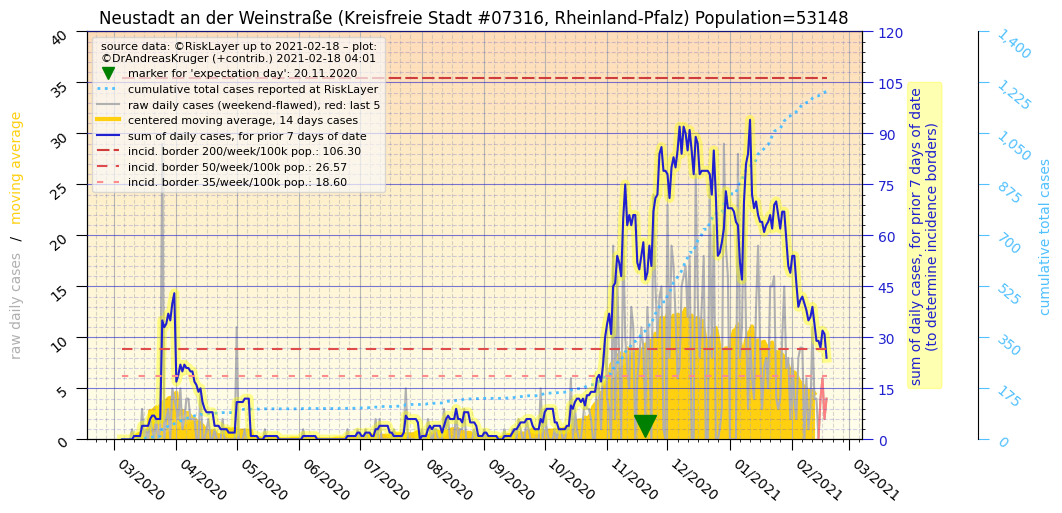 Neustadt an der Weinstraße (Kreisfreie Stadt #07316, Rheinland-Pfalz) Population=53148
source data: ©RiskLayer up to 2021-02-18 – plot:
©DrAndreasKruger (+contrib.) 2021-02-18 04:01
marker for 'expectation day': 20.11.2020
cumulative total cases reported at RiskLayer
raw daily cases (weekend-flawed), red: last 5
centered moving average, 14 days cases
sum of daily cases, for prior 7 days of date
incid. border 200/week/100k pop.: 106.30
incid. border 50/week/100k pop.: 26.57
incid. border 35/week/100k pop.: 18.60
raw daily cases / moving average
40
35
30
25
20
15
10
5
0
03/2020
04/2020
05/2020
06/2020
07/2020
08/2020
09/2020
10/2020
11/2020
12/2020
01/2021
02/2021
03/2021
120
105
90
75
60
45
30
15
0
sum of daily cases, for prior 7 days of date
(to determine incidence borders)
1,400
1,225
1,050
875
700
525
350
175
0
cumulative total cases